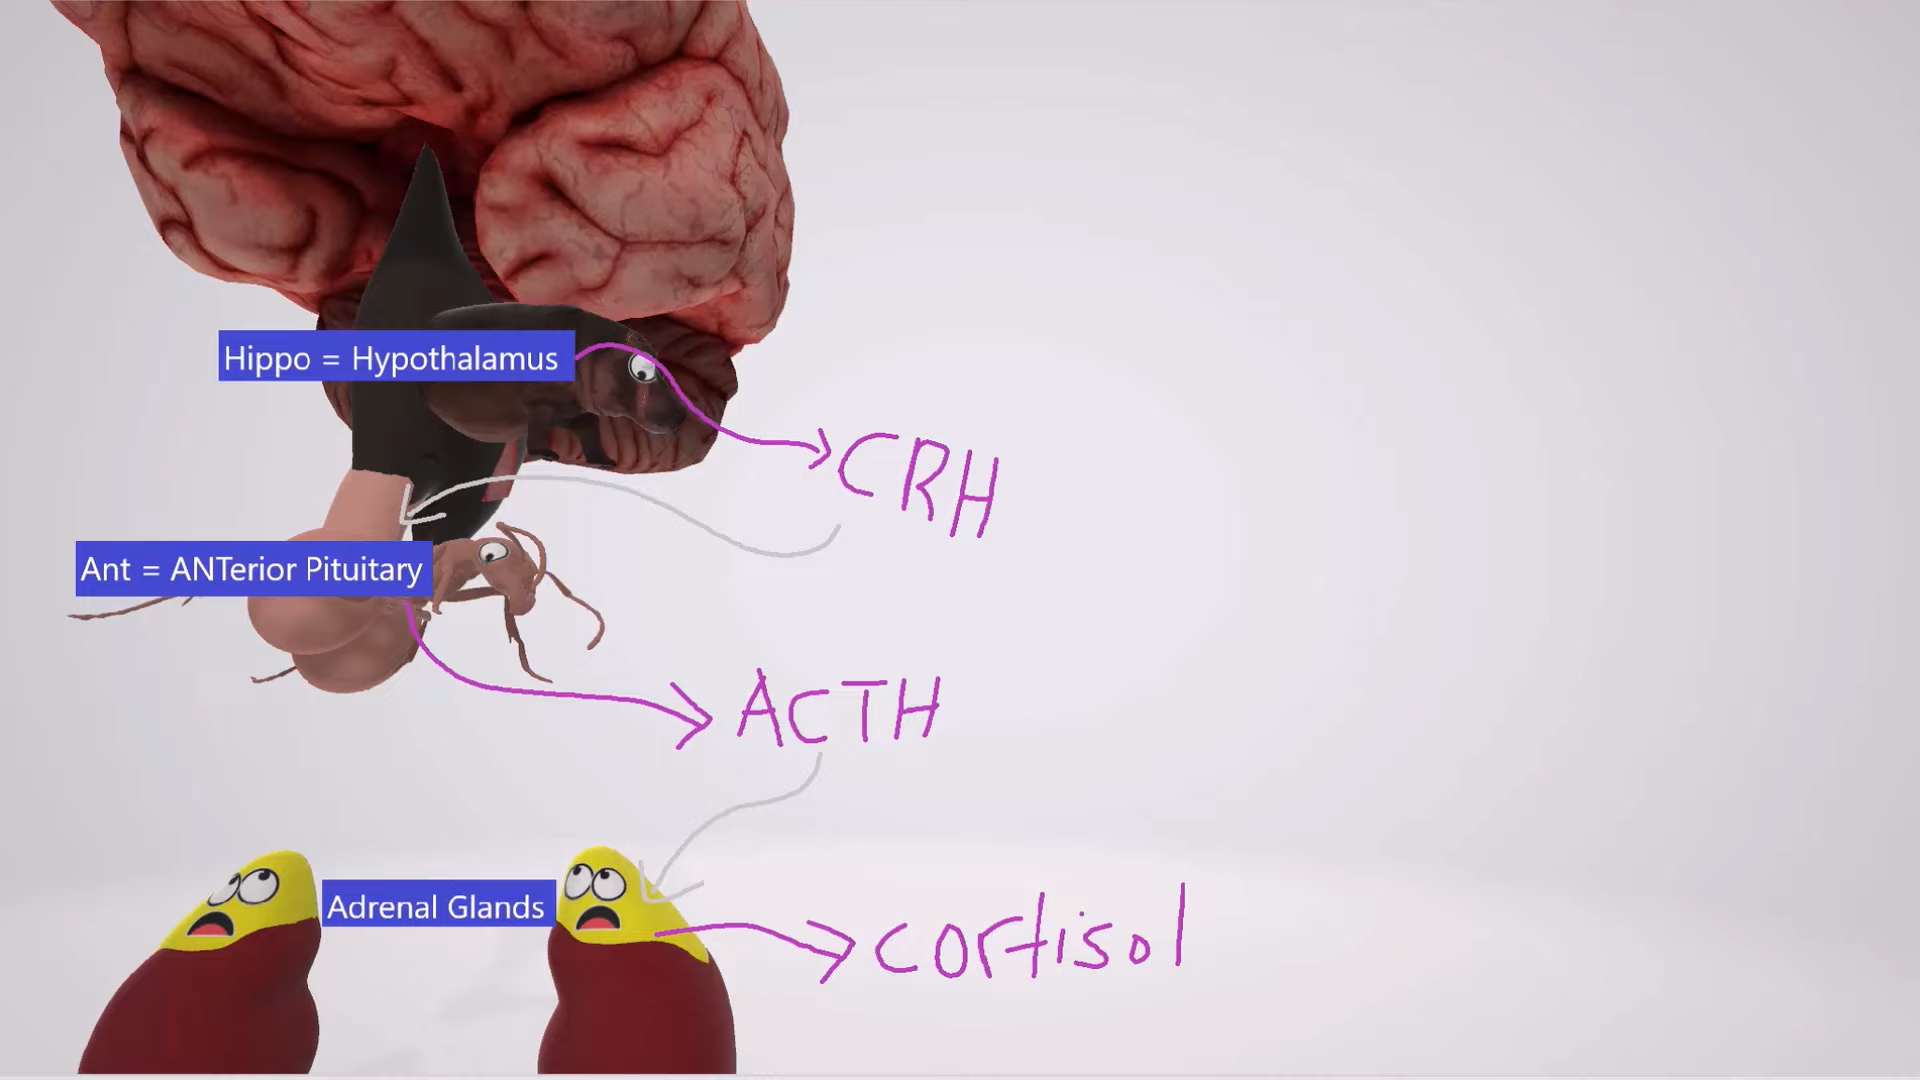 Hippo = Hypothalamus
CRH
Ant = ANTerior Pituitary
ACTH
Adrenal Glands
cortisol